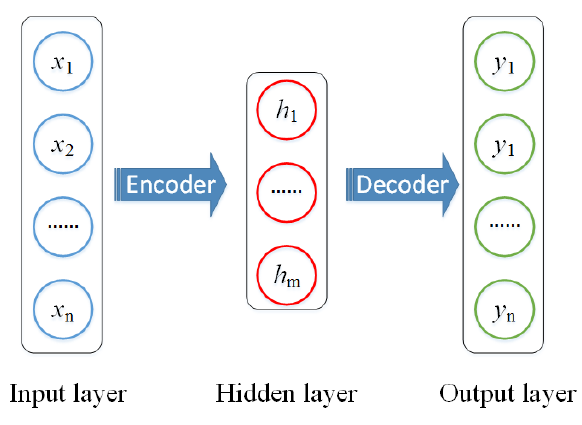 x1
x2
......
xn
Input layer
Encoder
h1
......
hm
Hidden layer
Decoder
y1
y1
......
yn
Output layer